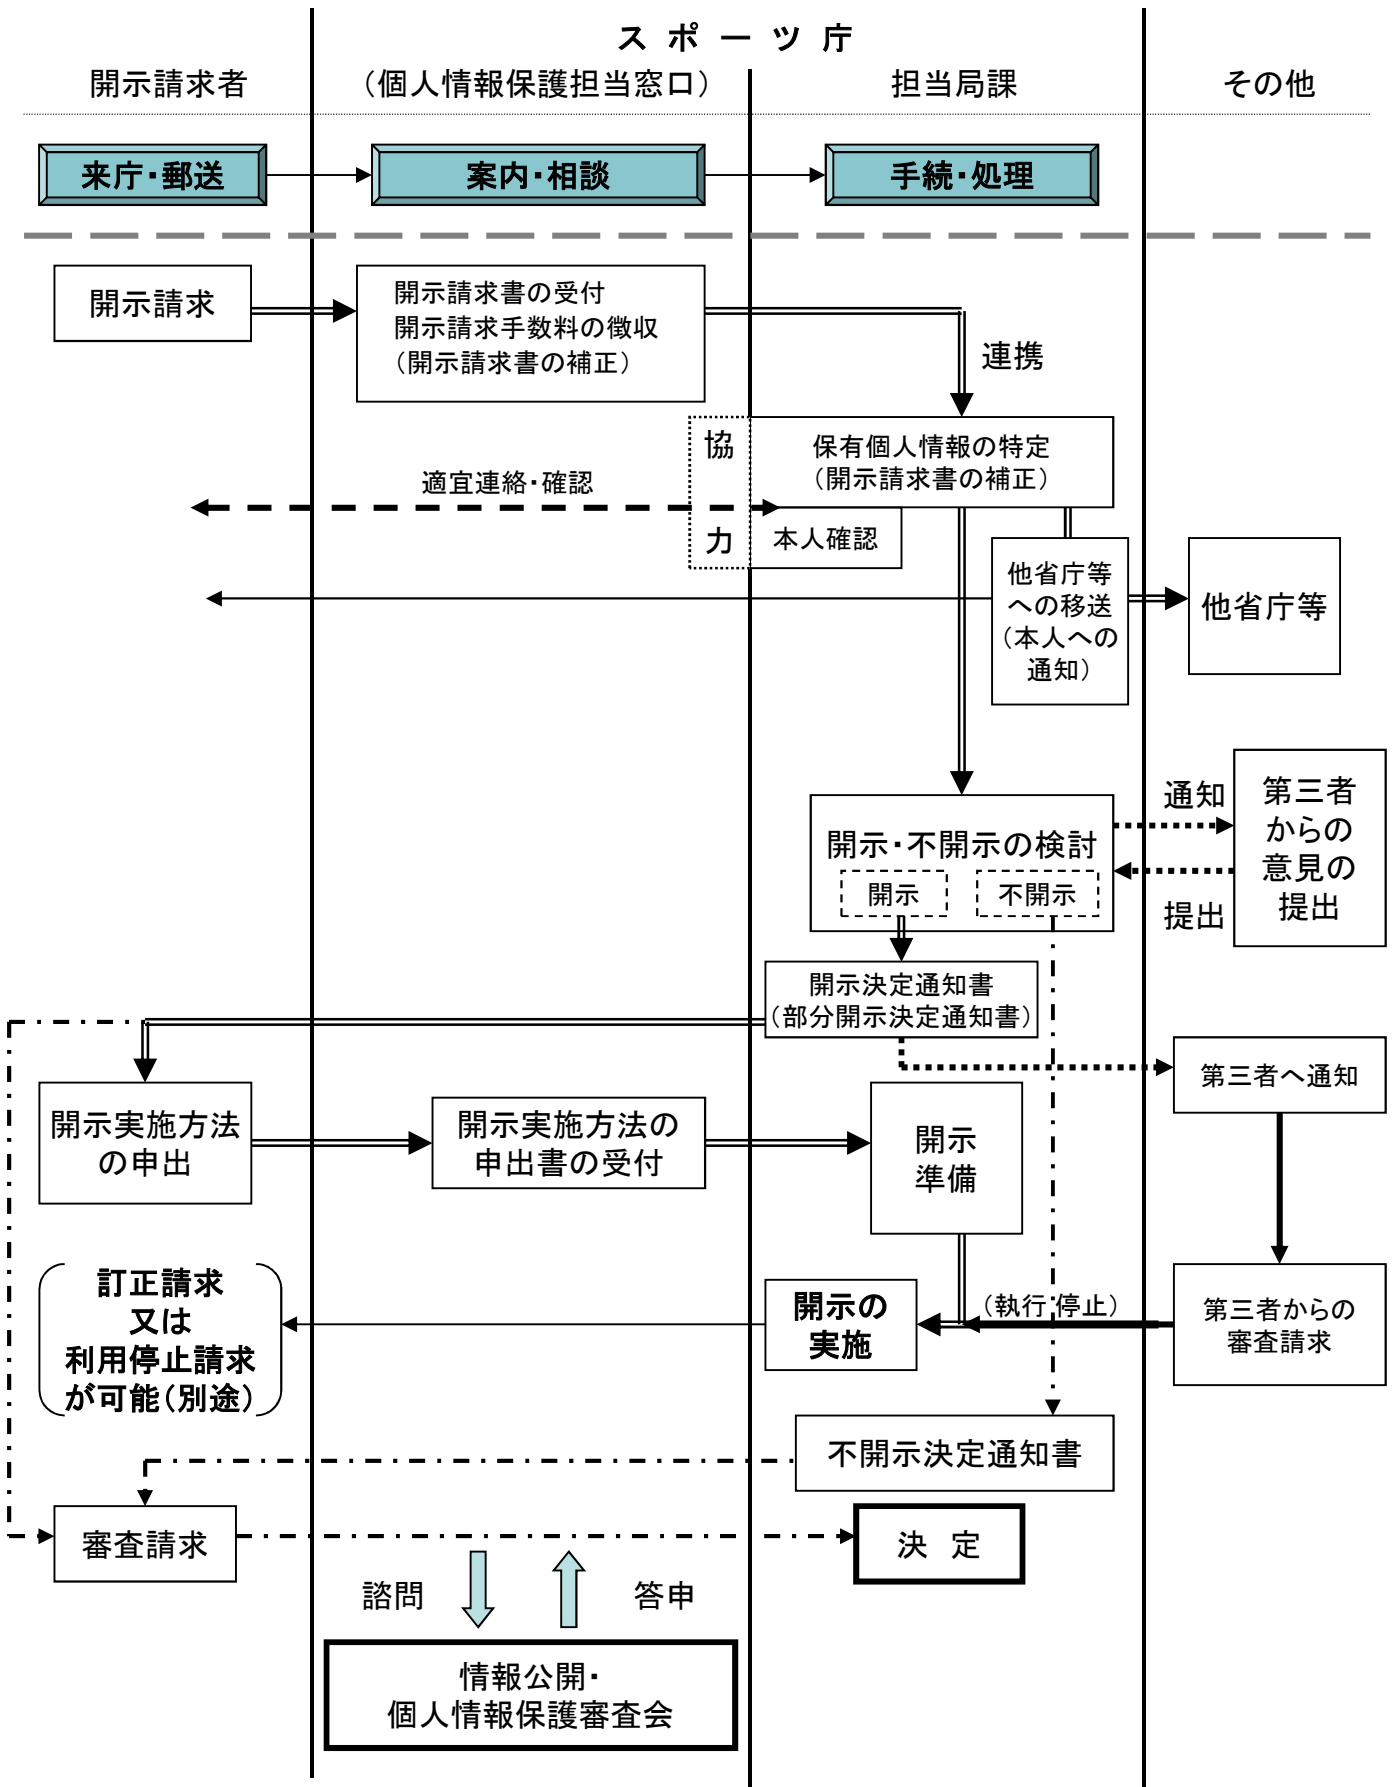 スポーツ庁
開示請求者
（個人情報保護担当窓口）
担当局課
その他
来庁・郵送
案内・相談
手続・処理
開示請求
開示請求書の受付
開示請求手数料の徴収
（開示請求書の補正）
連携
協
力
保有個人情報の特定
（開示請求書の補正）
適宜連絡・確認
本人確認
他省庁等
への移送
（本人への
通知）
他省庁等
開示・不開示の検討
開示
不開示
通知
提出
第三者
からの
意見の
提出
開示決定通知書
（部分開示決定通知書）
第三者へ通知
開示実施方法
の申出
開示実施方法の
申出書の受付
開示
準備
訂正請求
又は
利用停止請求
が可能（別途）
開示の
実施
（執行停止）
第三者からの
審査請求
不開示決定通知書
審査請求
決 定
諮問
答申
情報公開・
個人情報保護審査会